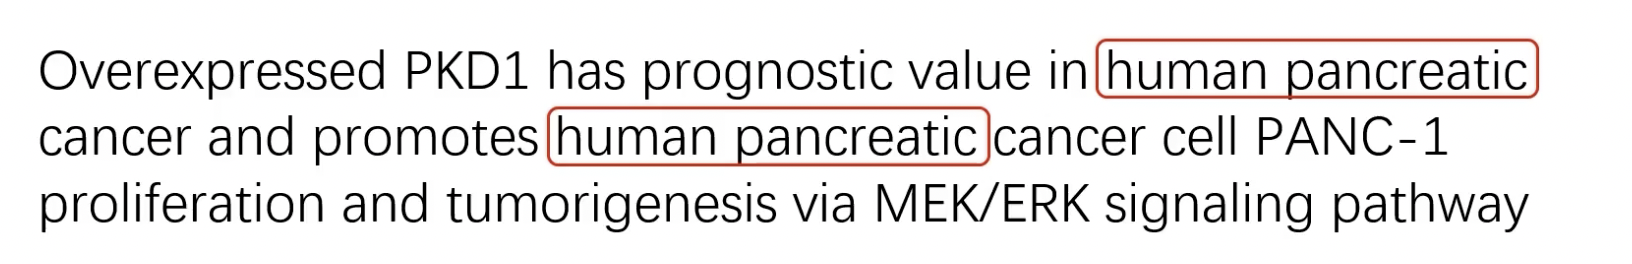 Overexpressed PKD1 has prognostic value in human pancreatic
cancer and promotes human pancreatic cancer cell PANC-1
proliferation and tumorigenesis via MEK/ERK signaling pathway